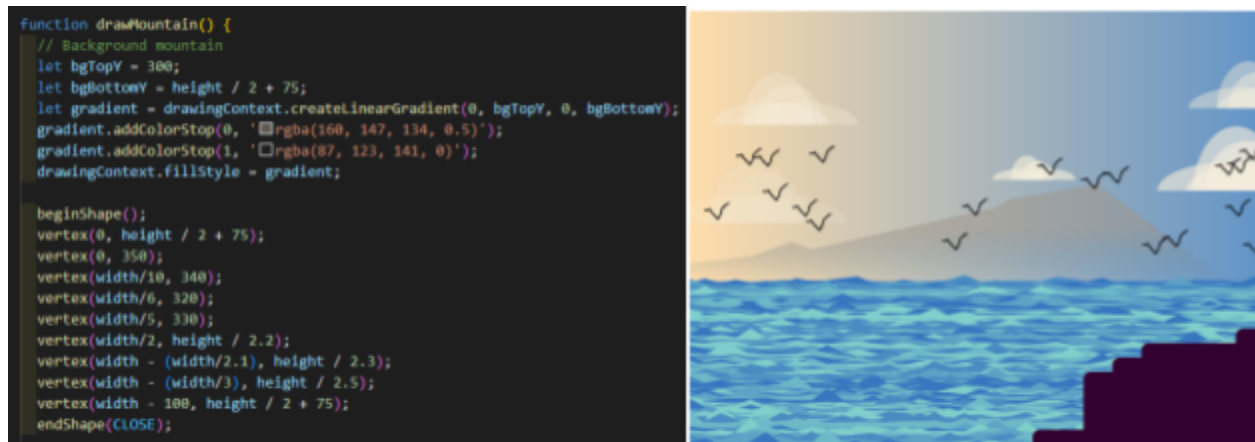 function drawMountain() {
// Background mountain
let bgTopY = 300;
let bgBottomY = height / 2 + 75;
let gradient = drawingContext.createLinearGradient(0, bgTopY, 0, bgBottomY);
gradient.addColorStop(0, 'rgba(160, 147, 134, 0.5)');
gradient.addColorStop(1, 'rgba(87, 123, 141, 0)');
drawingContext.fillStyle = gradient;
beginShape();
vertex(0, height / 2 + 75);
vertex(0, 350);
vertex(width/10, 340);
vertex(width/6, 320);
vertex(width/5, 330);
vertex(width/2, height / 2.2);
vertex(width - (width/2.1), height / 2.3);
vertex(width - (width/3), height / 2.5);
vertex(width - 100, height / 2 + 75);
endShape(CLOSE);